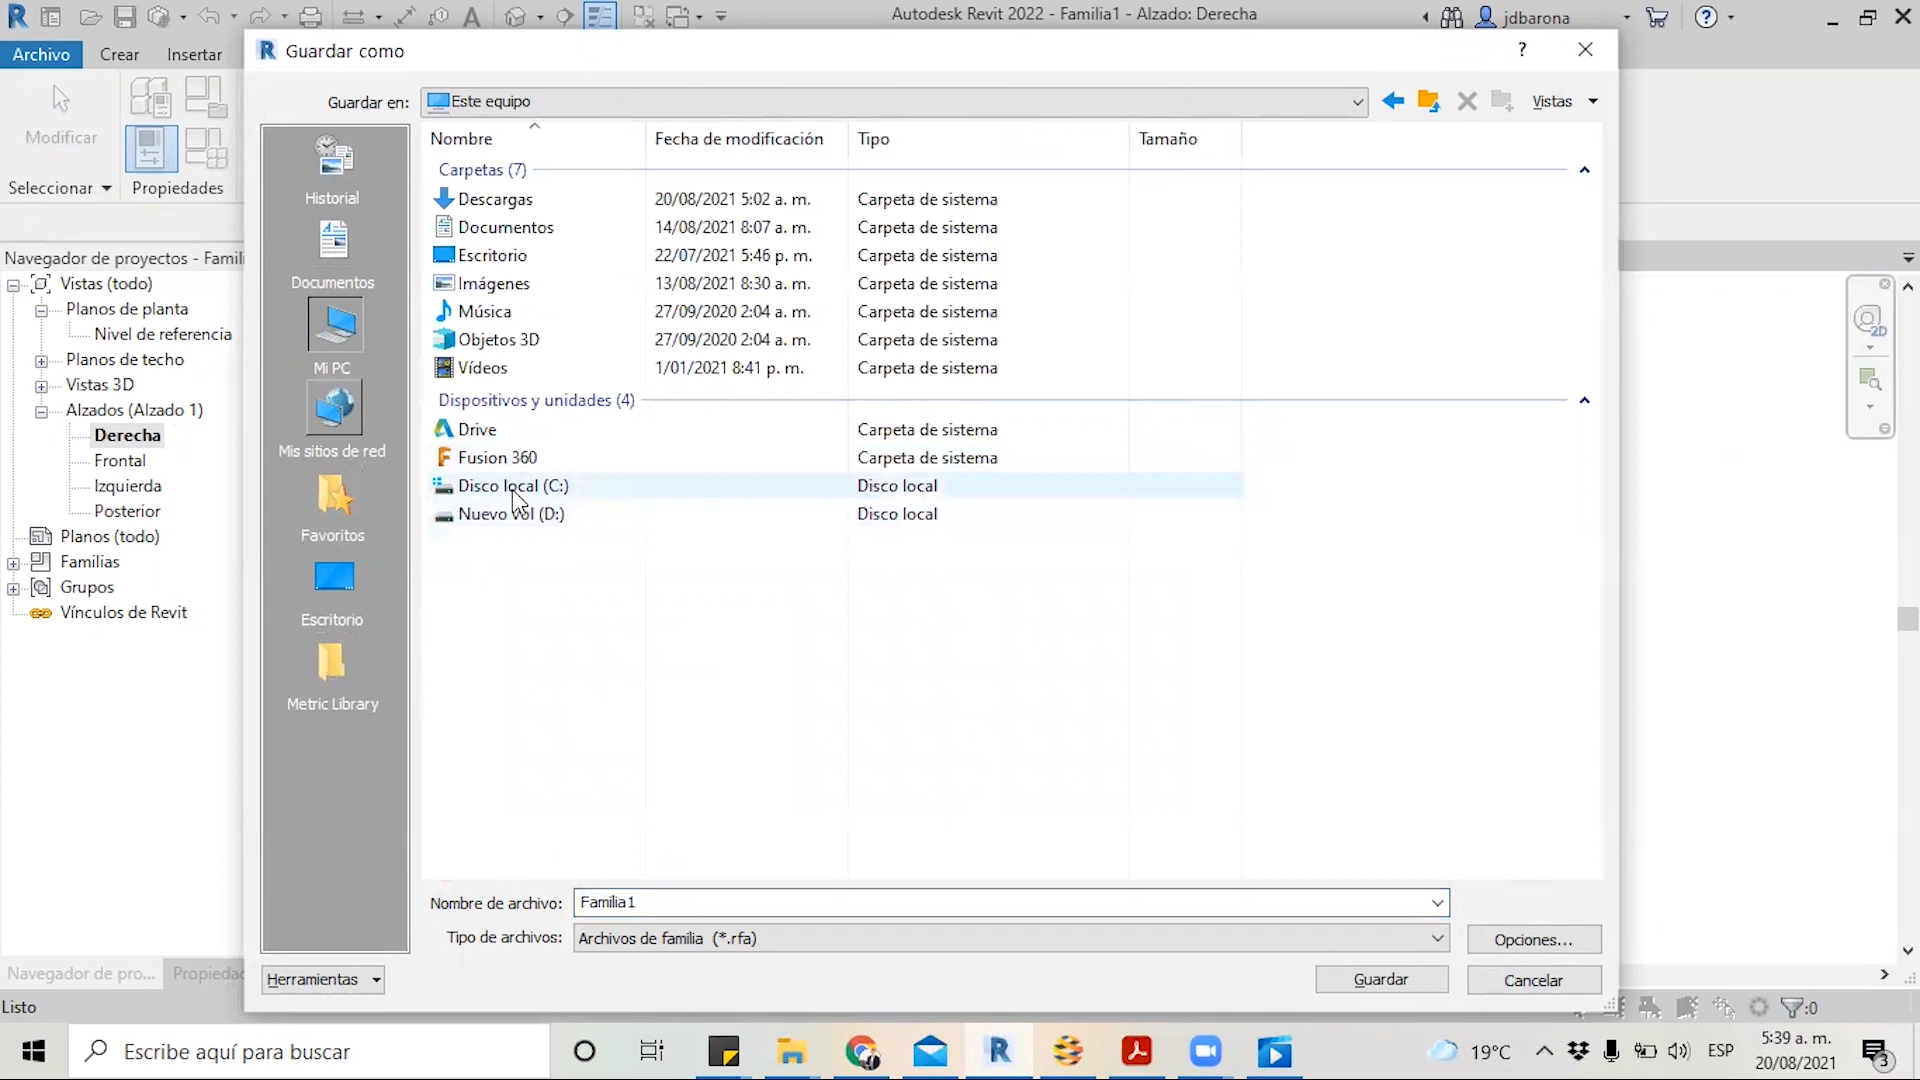 Autodesk Revit 2022 - Familia1 - Alzado: Derecha
jdbarona
Archivo
Crear
Insertar
Modificar
Seleccionar
Propiedades
Navegador de proyectos - Famili
Vistas (todo)
Planos de planta
Nivel de referencia
Planos de techo
Vistas 3D
Alzados (Alzado 1)
Derecha
Frontal
Izquierda
Posterior
Planos (todo)
Familias
Grupos
Vínculos de Revit
Navegador de pro...
Propiedad
Listo
Guardar como
Guardar en:
Este equipo
Vistas
Historial
Documentos
Mi PC
Mis sitios de red
Favoritos
Escritorio
Metric Library
Nombre Fecha de modificación Tipo Tamaño
Carpetas (7)
Descargas 20/08/2021 5:02 a. m. Carpeta de sistema
Documentos 14/08/2021 8:07 a. m. Carpeta de sistema
Escritorio 22/07/2021 5:46 p. m. Carpeta de sistema
Imágenes 13/08/2021 8:30 a. m. Carpeta de sistema
Música 27/09/2020 2:04 a. m. Carpeta de sistema
Objetos 3D 27/09/2020 2:04 a. m. Carpeta de sistema
Vídeos 1/01/2021 8:41 p. m. Carpeta de sistema
Dispositivos y unidades (4)
Drive Carpeta de sistema
Fusion 360 Carpeta de sistema
Disco local (C:) Disco local
Nuevo vol (D:) Disco local
Nombre de archivo: Familia1
Tipo de archivos: Archivos de familia (*.rfa)
Opciones...
Herramientas
Guardar
Cancelar
2D
:0
Escribe aquí para buscar
19°C
ESP
5:39 a. m.
20/08/2021
3